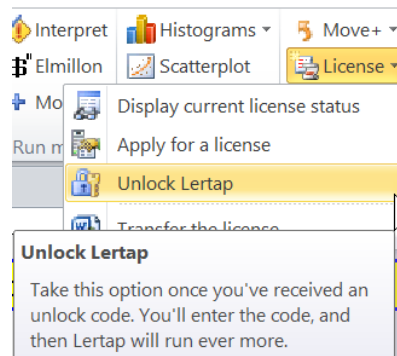 Interpret Histograms Move+
$ Elmillon Scatterplot License
Mo
Display current license status
Run m
Apply for a license
Unlock Lertap
Transfer the license
Unlock Lertap
Take this option once you've received an
unlock code. You'll enter the code, and
then Lertap will run ever more.